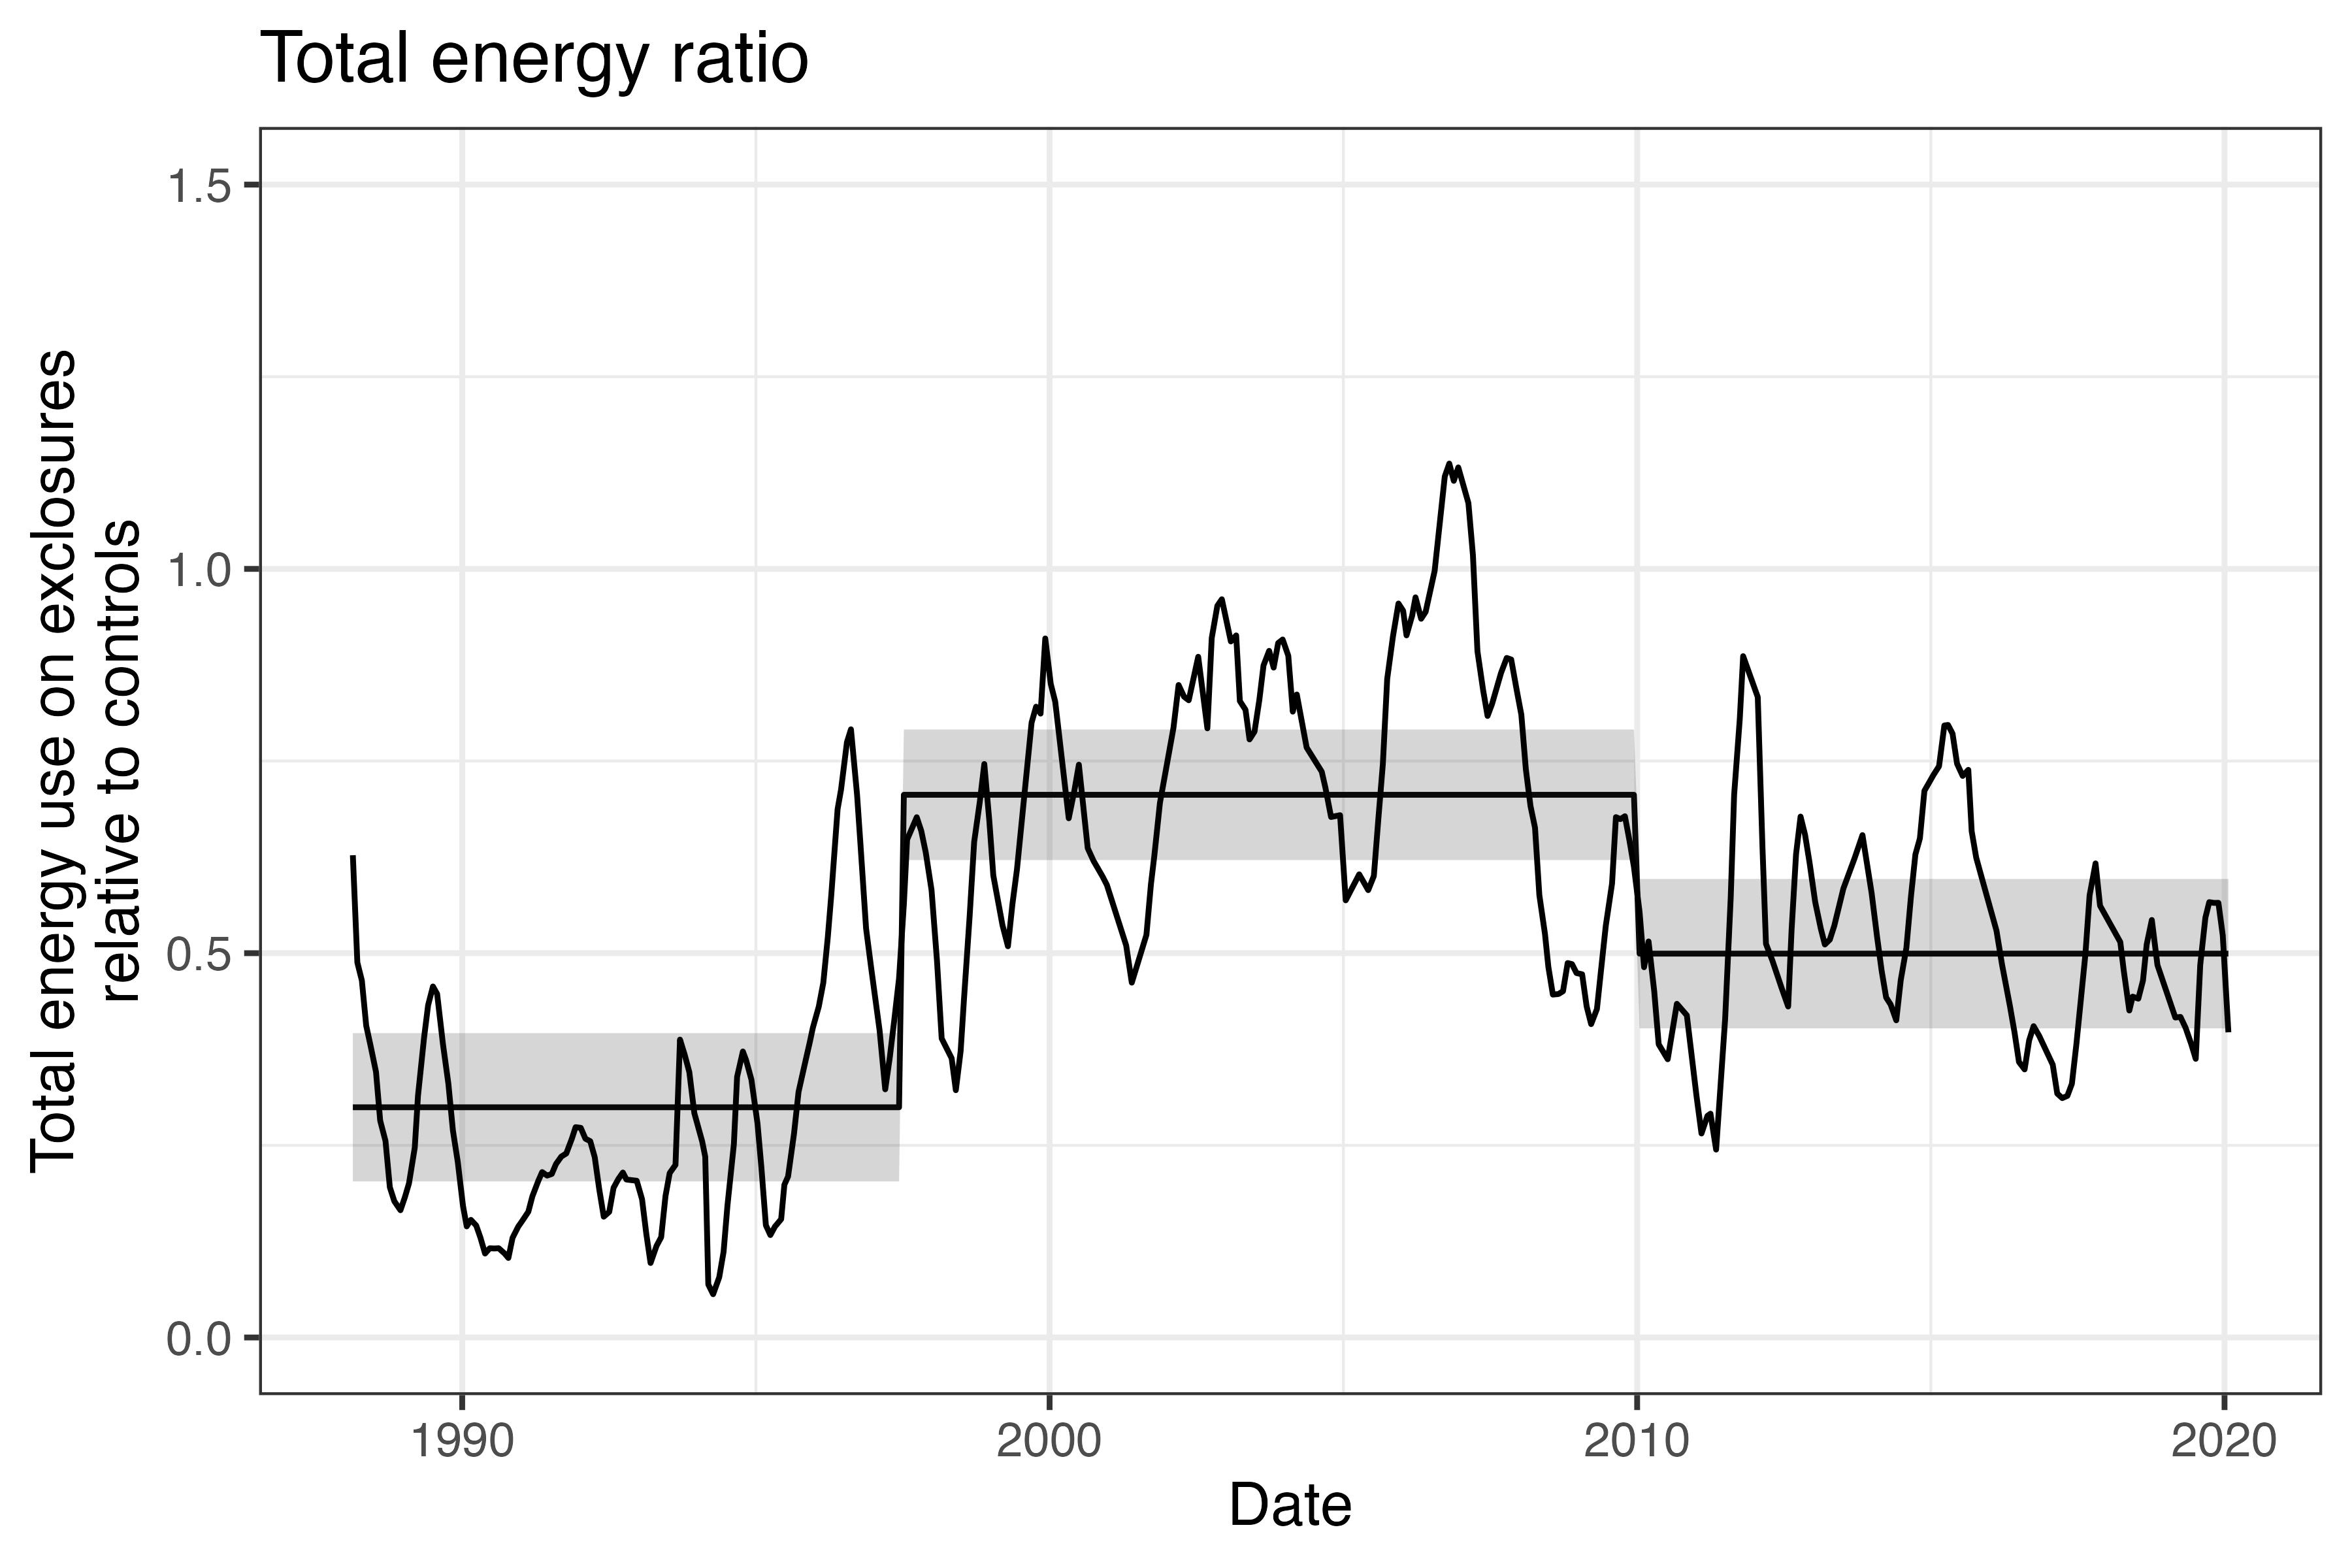 Total energy ratio
Total energy use on exclosures
relative to controls
1.5
1.0
0.5
0.0
1990
2000
2010
2020
Date